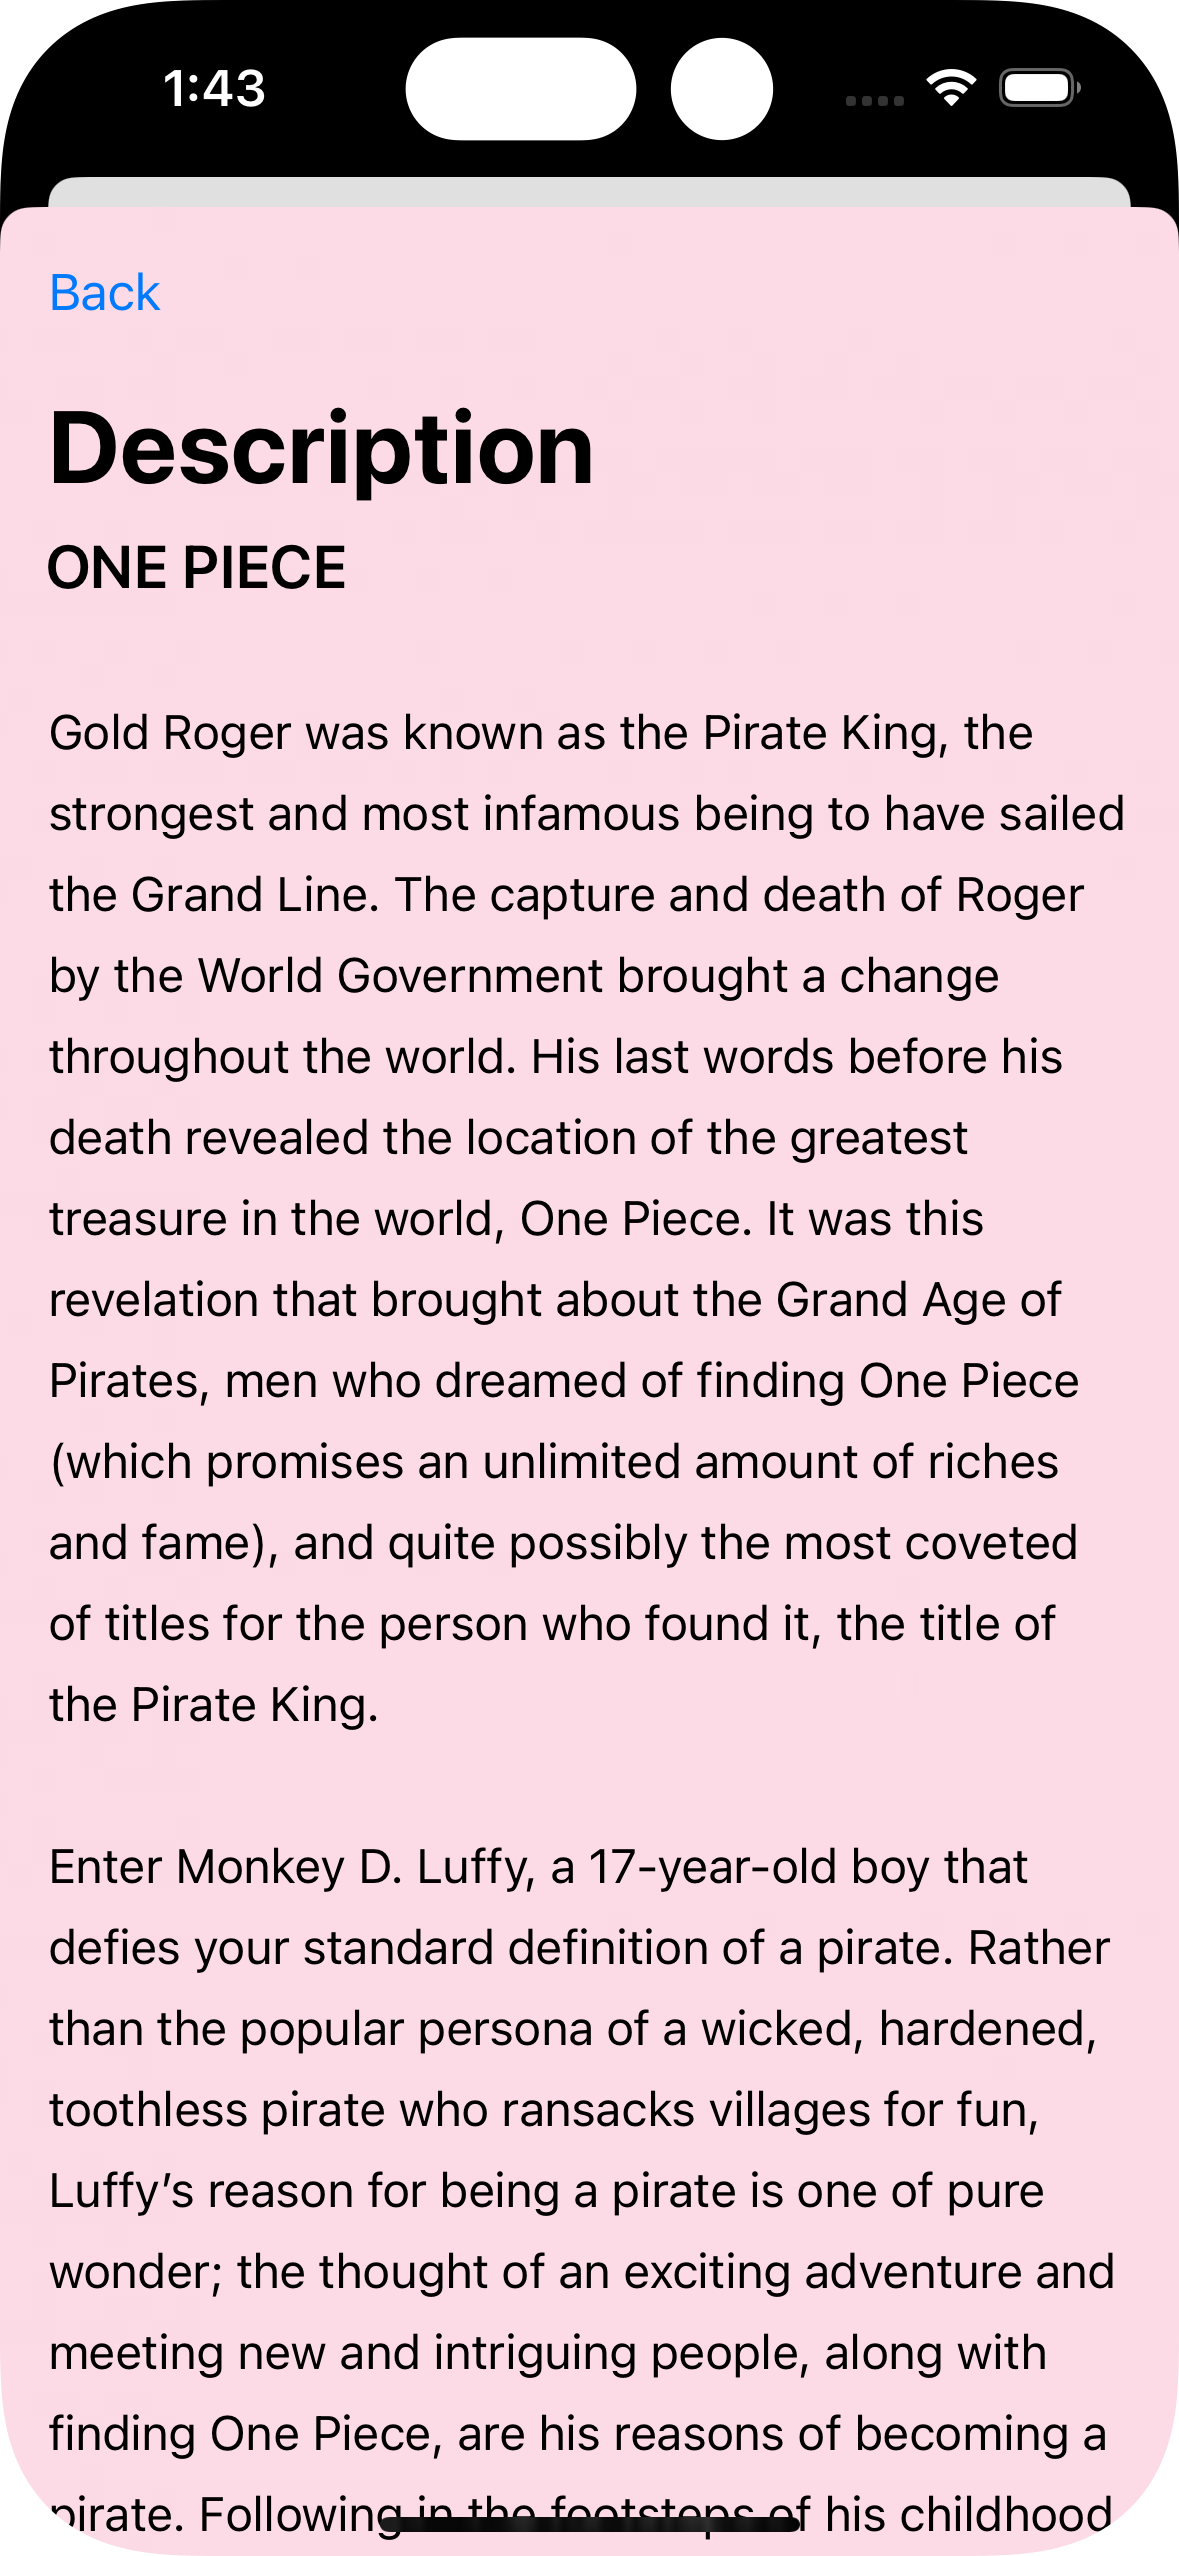 1:43
Back
Description
ONE PIECE
Gold Roger was known as the Pirate King, the
strongest and most infamous being to have sailed
the Grand Line. The capture and death of Roger
by the World Government brought a change
throughout the world. His last words before his
death revealed the location of the greatest
treasure in the world, One Piece. It was this
revelation that brought about the Grand Age of
Pirates, men who dreamed of finding One Piece
(which promises an unlimited amount of riches
and fame), and quite possibly the most coveted
of titles for the person who found it, the title of
the Pirate King.
Enter Monkey D. Luffy, a 17-year-old boy that
defies your standard definition of a pirate. Rather
than the popular persona of a wicked, hardened,
toothless pirate who ransacks villages for fun,
Luffy’s reason for being a pirate is one of pure
wonder; the thought of an exciting adventure and
meeting new and intriguing people, along with
finding One Piece, are his reasons of becoming a
pirate. Following in the footsteps of his childhood